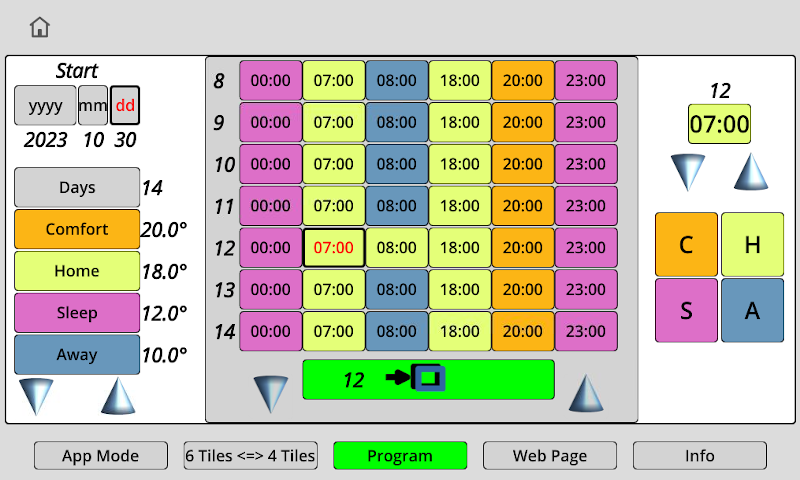 Start
yyyy mm dd
2023 10 30
Days 14
Comfort 20.0°
Home 18.0°
Sleep 12.0°
Away 10.0°
8 00:00 07:00 08:00 18:00 20:00 23:00
9 00:00 07:00 08:00 18:00 20:00 23:00
10 00:00 07:00 08:00 18:00 20:00 23:00
11 00:00 07:00 08:00 18:00 20:00 23:00
12 00:00 07:00 08:00 18:00 20:00 23:00
13 00:00 07:00 08:00 18:00 20:00 23:00
14 00:00 07:00 08:00 18:00 20:00 23:00
12
12
07:00
C H
S A
App Mode 6 Tiles <=> 4 Tiles Program Web Page Info